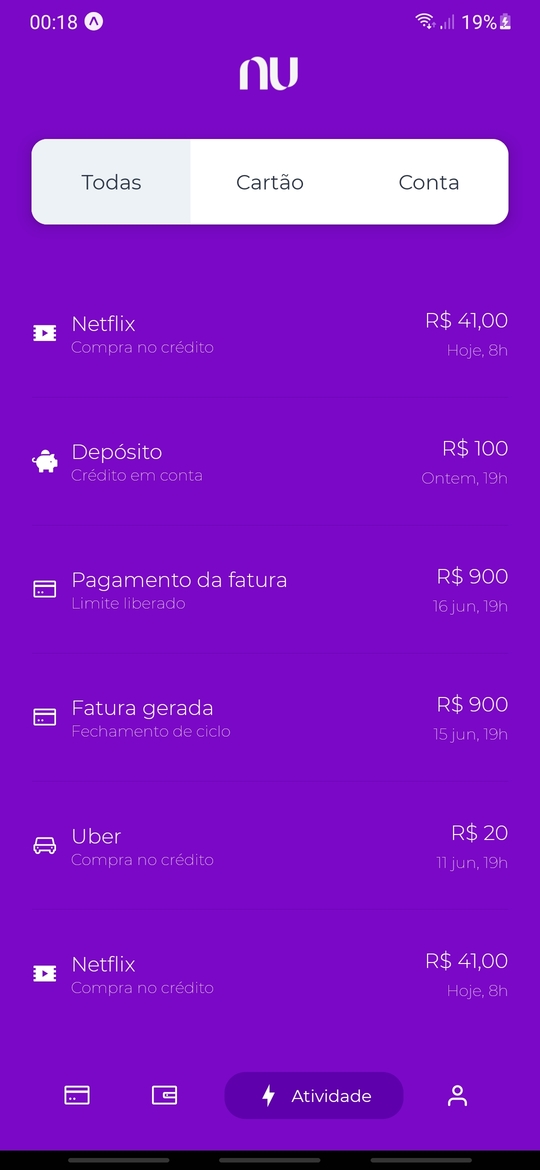 00:18
19%
nu
Todas Cartão Conta
Netflix R$ 41,00
Compra no crédito Hoje, 8h
Depósito R$ 100
Crédito em conta Ontem, 19h
Pagamento da fatura R$ 900
Limite liberado 16 jun, 19h
Fatura gerada R$ 900
Fechamento de ciclo 15 jun, 19h
Uber R$ 20
Compra no crédito 11 jun, 19h
Netflix R$ 41,00
Compra no crédito Hoje, 8h
Atividade